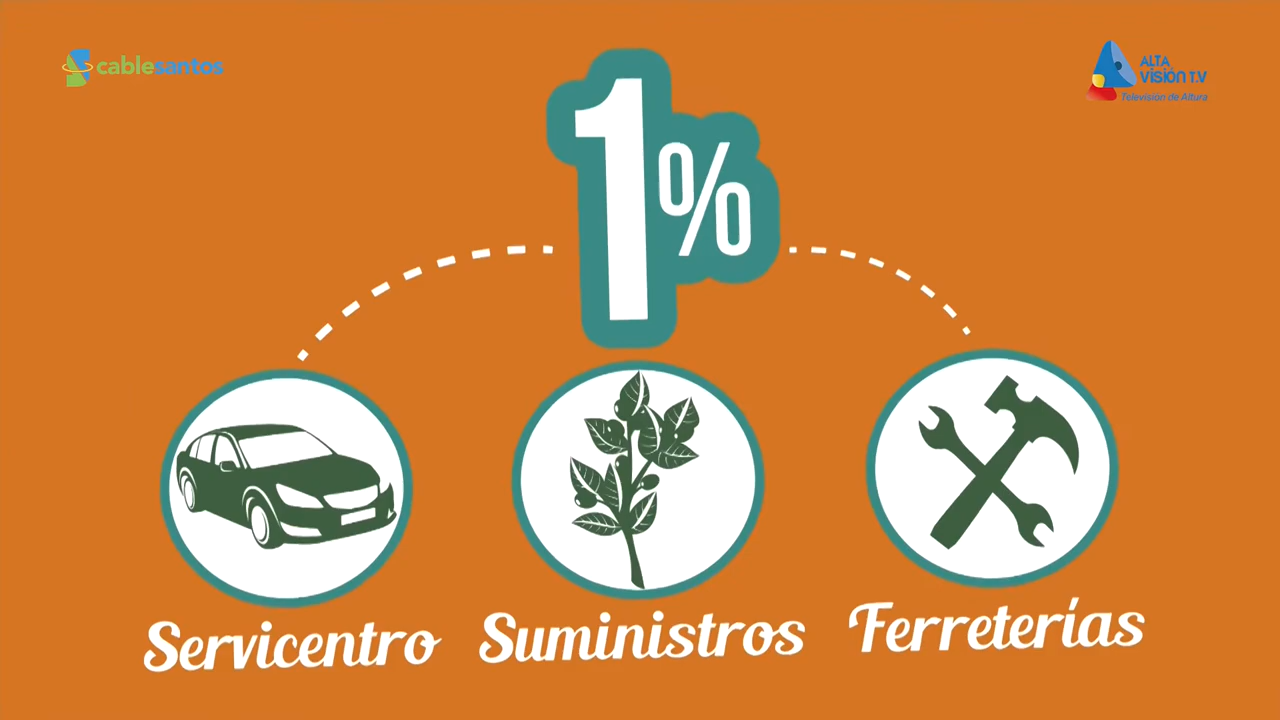 cablesantos
ALTA
VISIÓN T.V
Televisión de Altura
1%
Servicentro
Suministros
Ferreterías